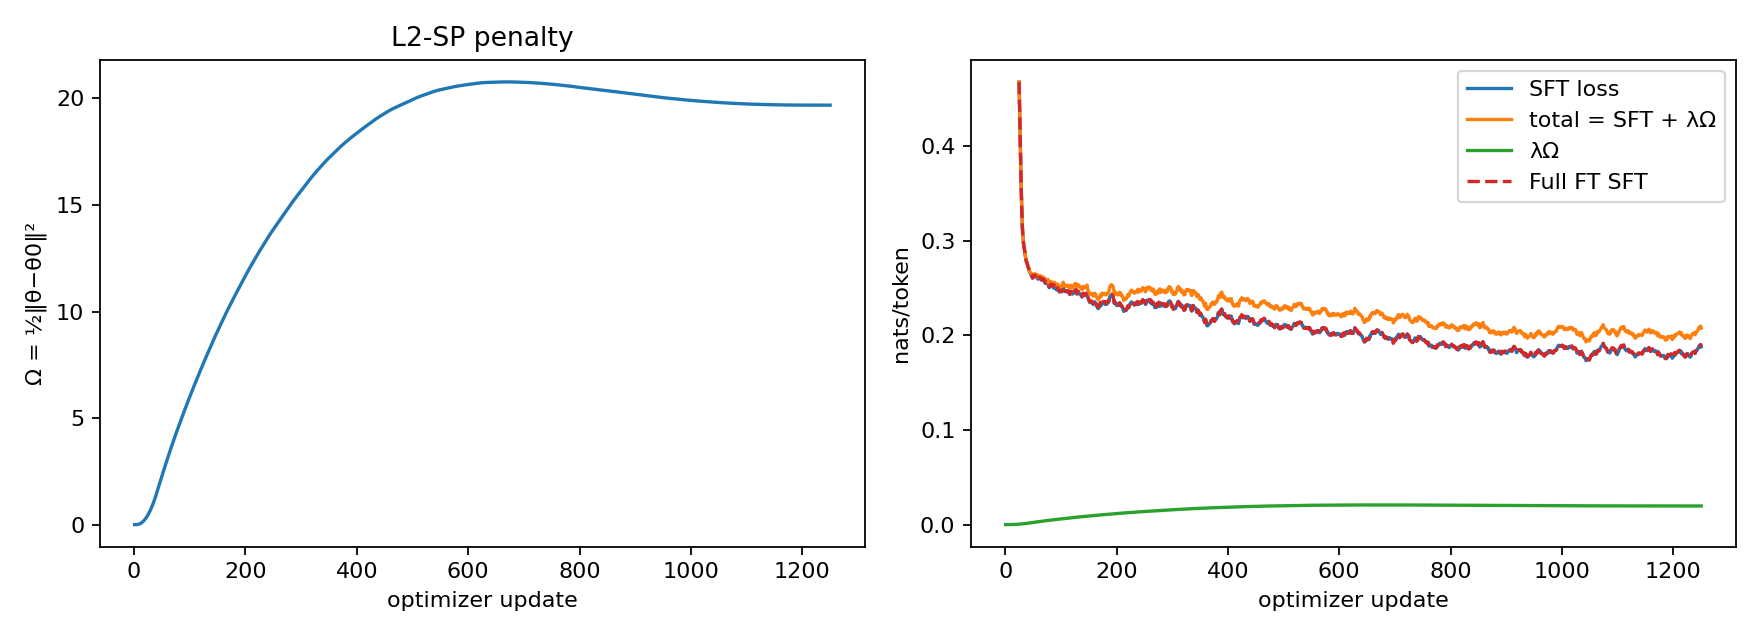 L2-SP penalty
Ω = ½‖θ−θ0‖²
20
15
10
5
0
0 200 400 600 800 1000 1200
optimizer update
nats/token
0.4
0.3
0.2
0.1
0.0
SFT loss
total = SFT + λΩ
λΩ
Full FT SFT
0 200 400 600 800 1000 1200
optimizer update